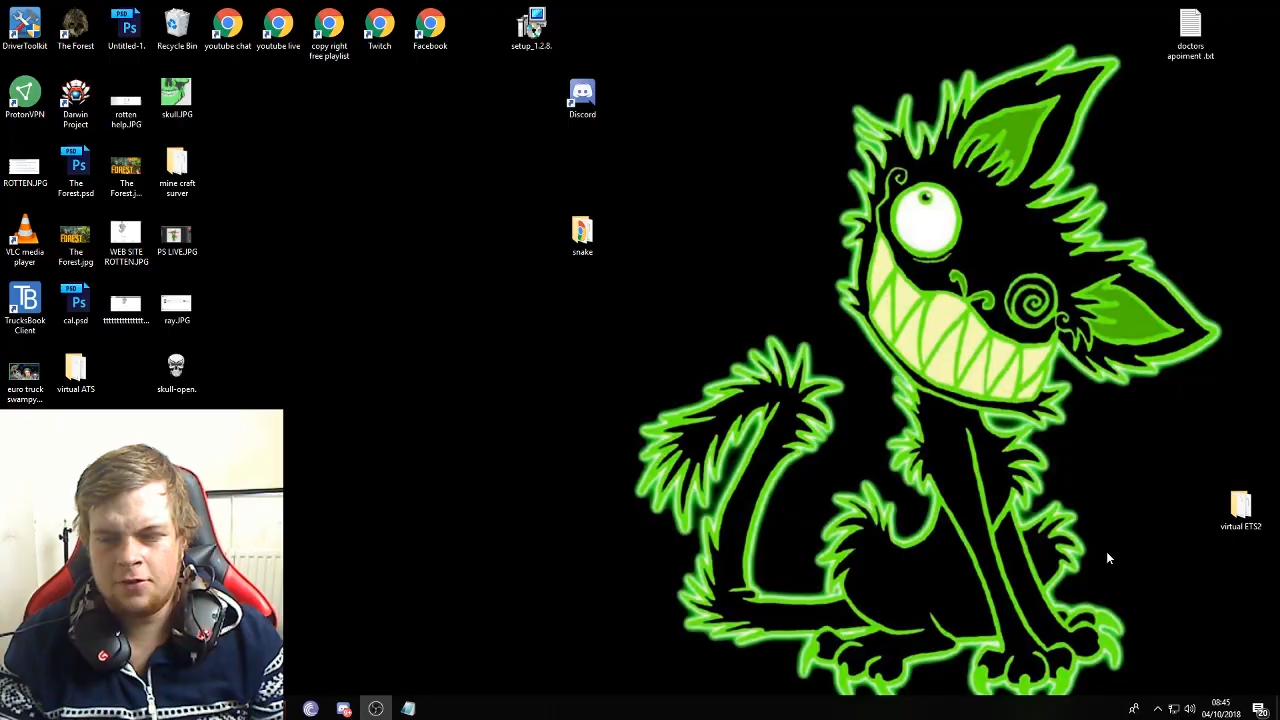 DriverToolkit
The Forest
Untitled-1.
Recycle Bin
youtube chat
youtube live
copy right
free playlist
Twitch
Facebook
setup_1.2.8.
doctors
apoiment .txt
ProtonVPN
Darwin
Project
rotten
help.JPG
skull.JPG
Discord
ROTTEN.JPG
The
Forest.psd
The
Forest.j...
mine craft
surver
VLC media
player
The
Forest.jpg
WEB SITE
ROTTEN.JPG
PS LIVE.JPG
snake
TrucksBook
Client
cal.psd
ray.JPG
euro truck
swampy...
virtual ATS
skull-open.
virtual ETS2
08:45
04/10/2018
20